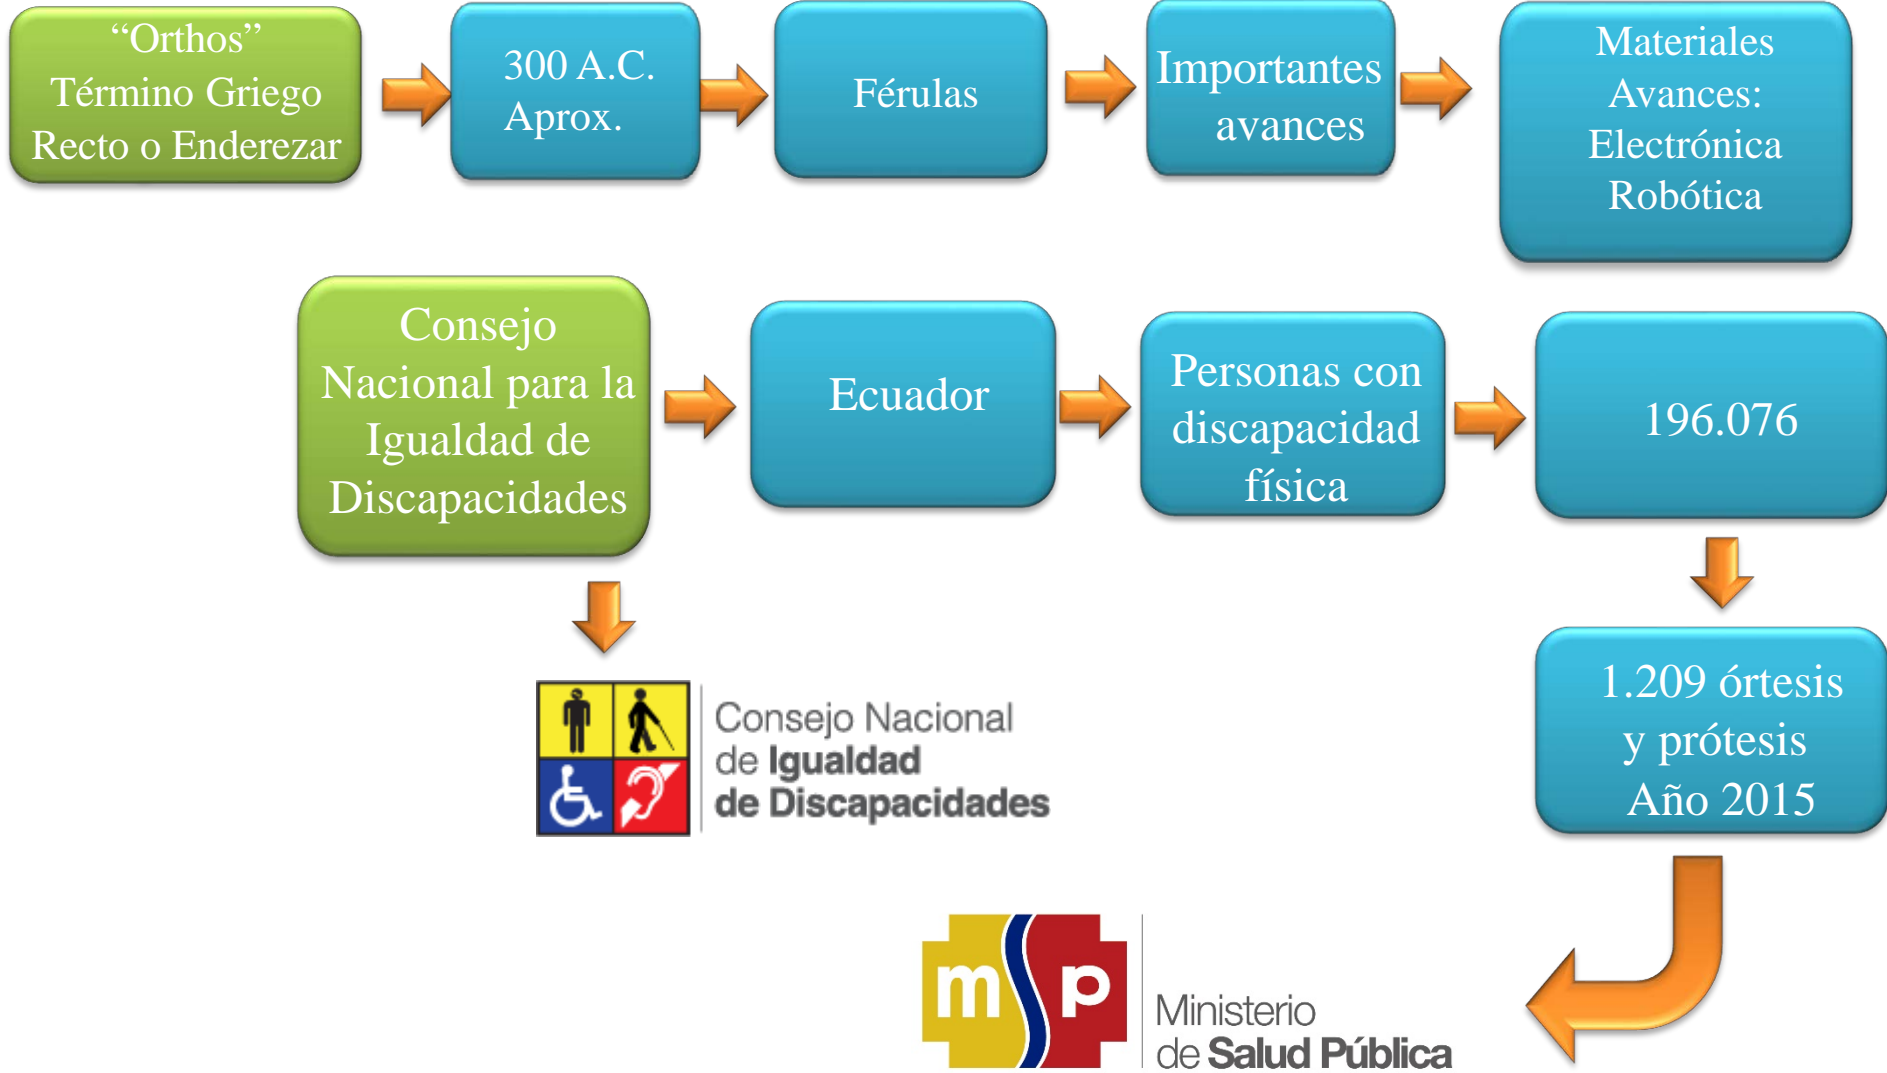 “Orthos”
Término Griego
Recto o Enderezar
300 A.C.
Aprox.
Férulas
Importantes
avances
Materiales
Avances:
Electrónica
Robótica
Consejo
Nacional para la
Igualdad de
Discapacidades
Ecuador
Personas con
discapacidad
física
196.076
1.209 órtesis
y prótesis
Año 2015
Consejo Nacional
de Igualdad
de Discapacidades
msp
Ministerio
de Salud Pública